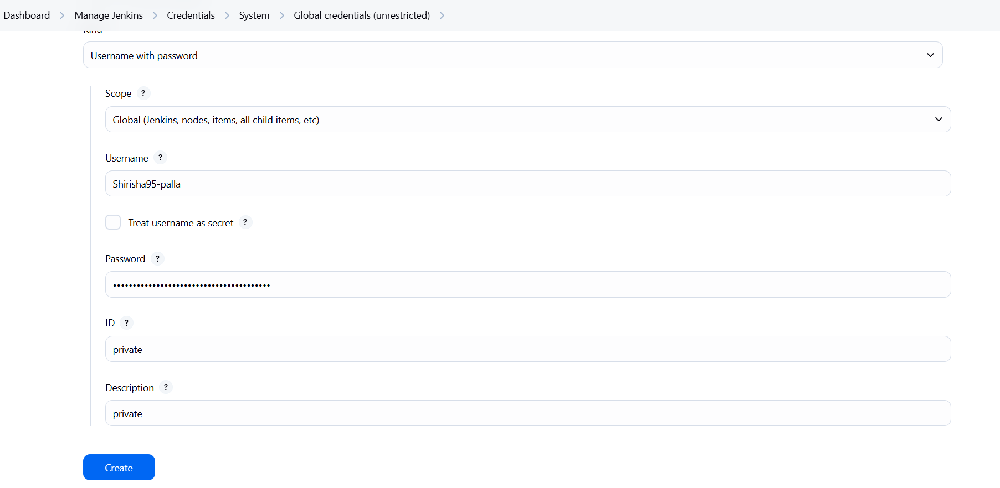 Dashboard > Manage Jenkins > Credentials > System > Global credentials (unrestricted) >
Kind
Username with password
Scope ?
Global (Jenkins, nodes, items, all child items, etc)
Username ?
Shirisha95-palla
Treat username as secret ?
Password ?
••••••••••••••••••••••••••••••••••••••••
ID ?
private
Description ?
private
Create